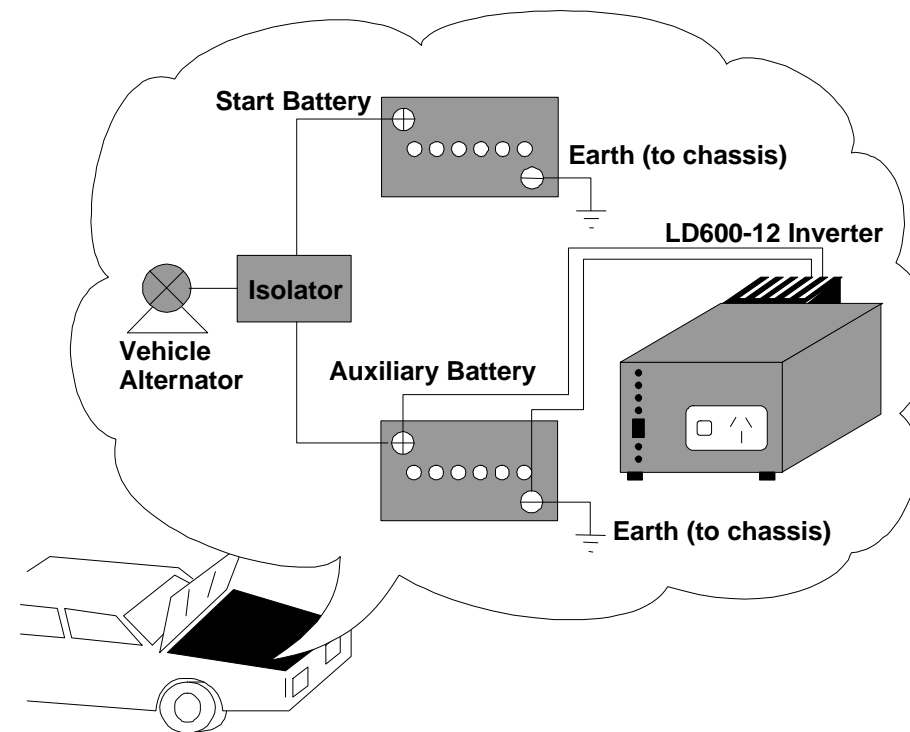 Start Battery
Earth (to chassis)
LD600-12 Inverter
Isolator
Vehicle
Alternator
Auxiliary Battery
Earth (to chassis)